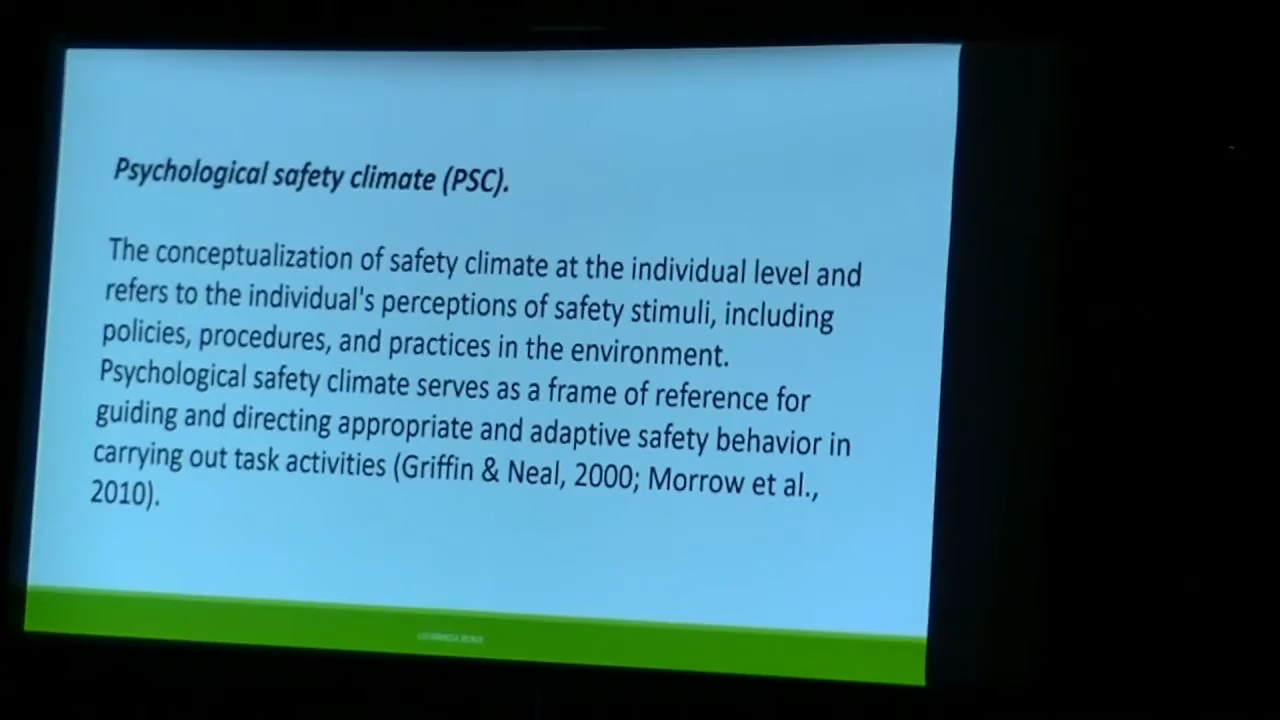 Psychological safety climate (PSC).
The conceptualization of safety climate at the individual level and
refers to the individual's perceptions of safety stimuli, including
policies, procedures, and practices in the environment.
Psychological safety climate serves as a frame of reference for
guiding and directing appropriate and adaptive safety behavior in
carrying out task activities (Griffin & Neal, 2000; Morrow et al.,
2010).